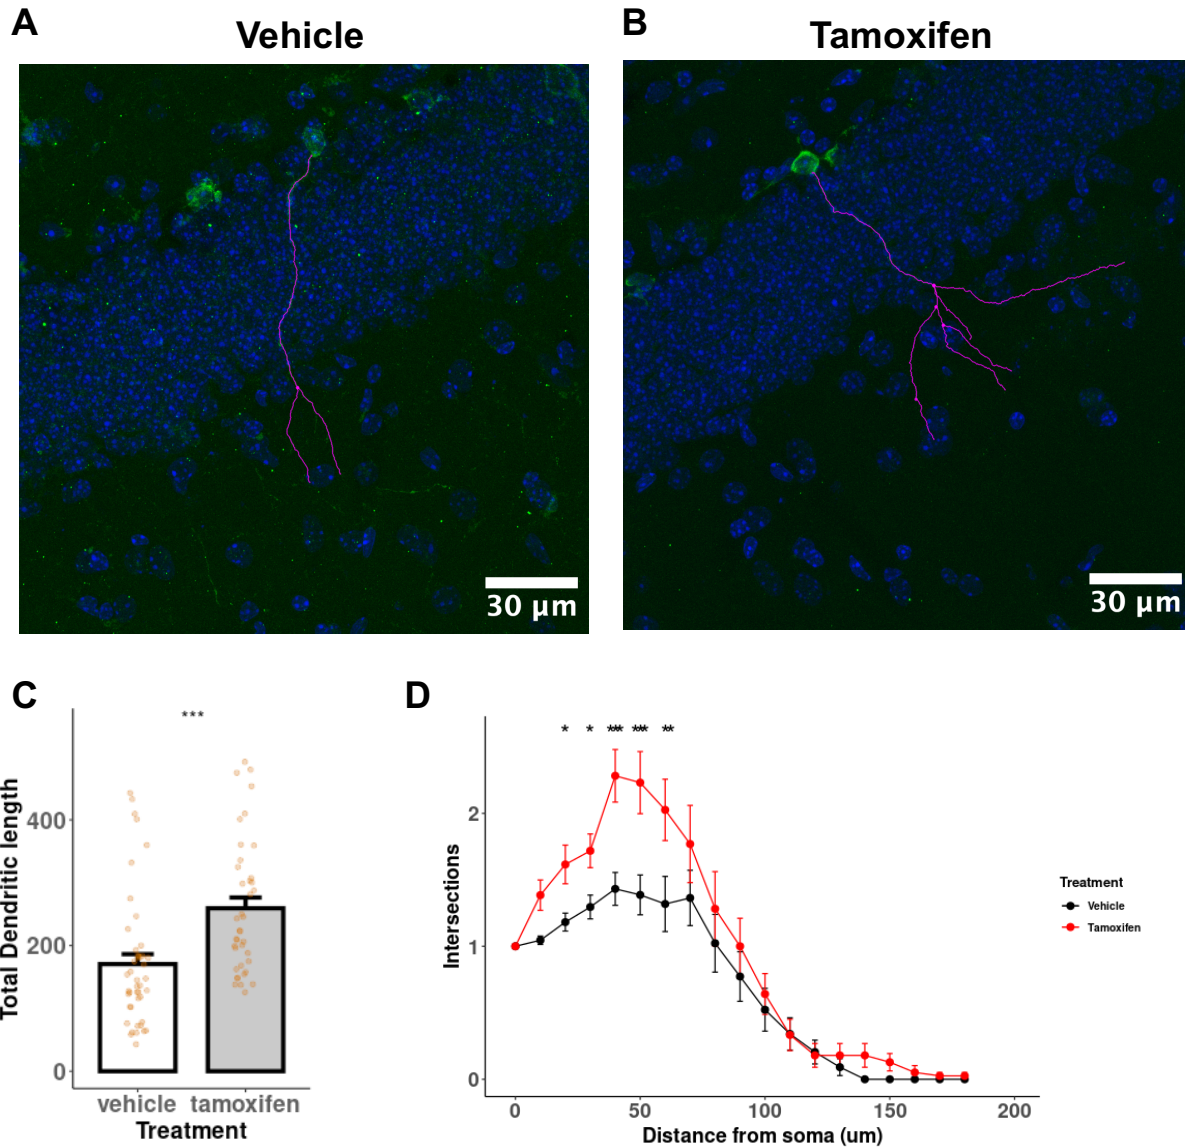 A
Vehicle
B
Tamoxifen
30 µm
30 µm
C
***
Total Dendritic length
400
200
0
vehicle tamoxifen
Treatment
D
* * *** *** **
Intersections
2
1
0
0 50 100 150 200
Distance from soma (um)
Treatment
Vehicle
Tamoxifen